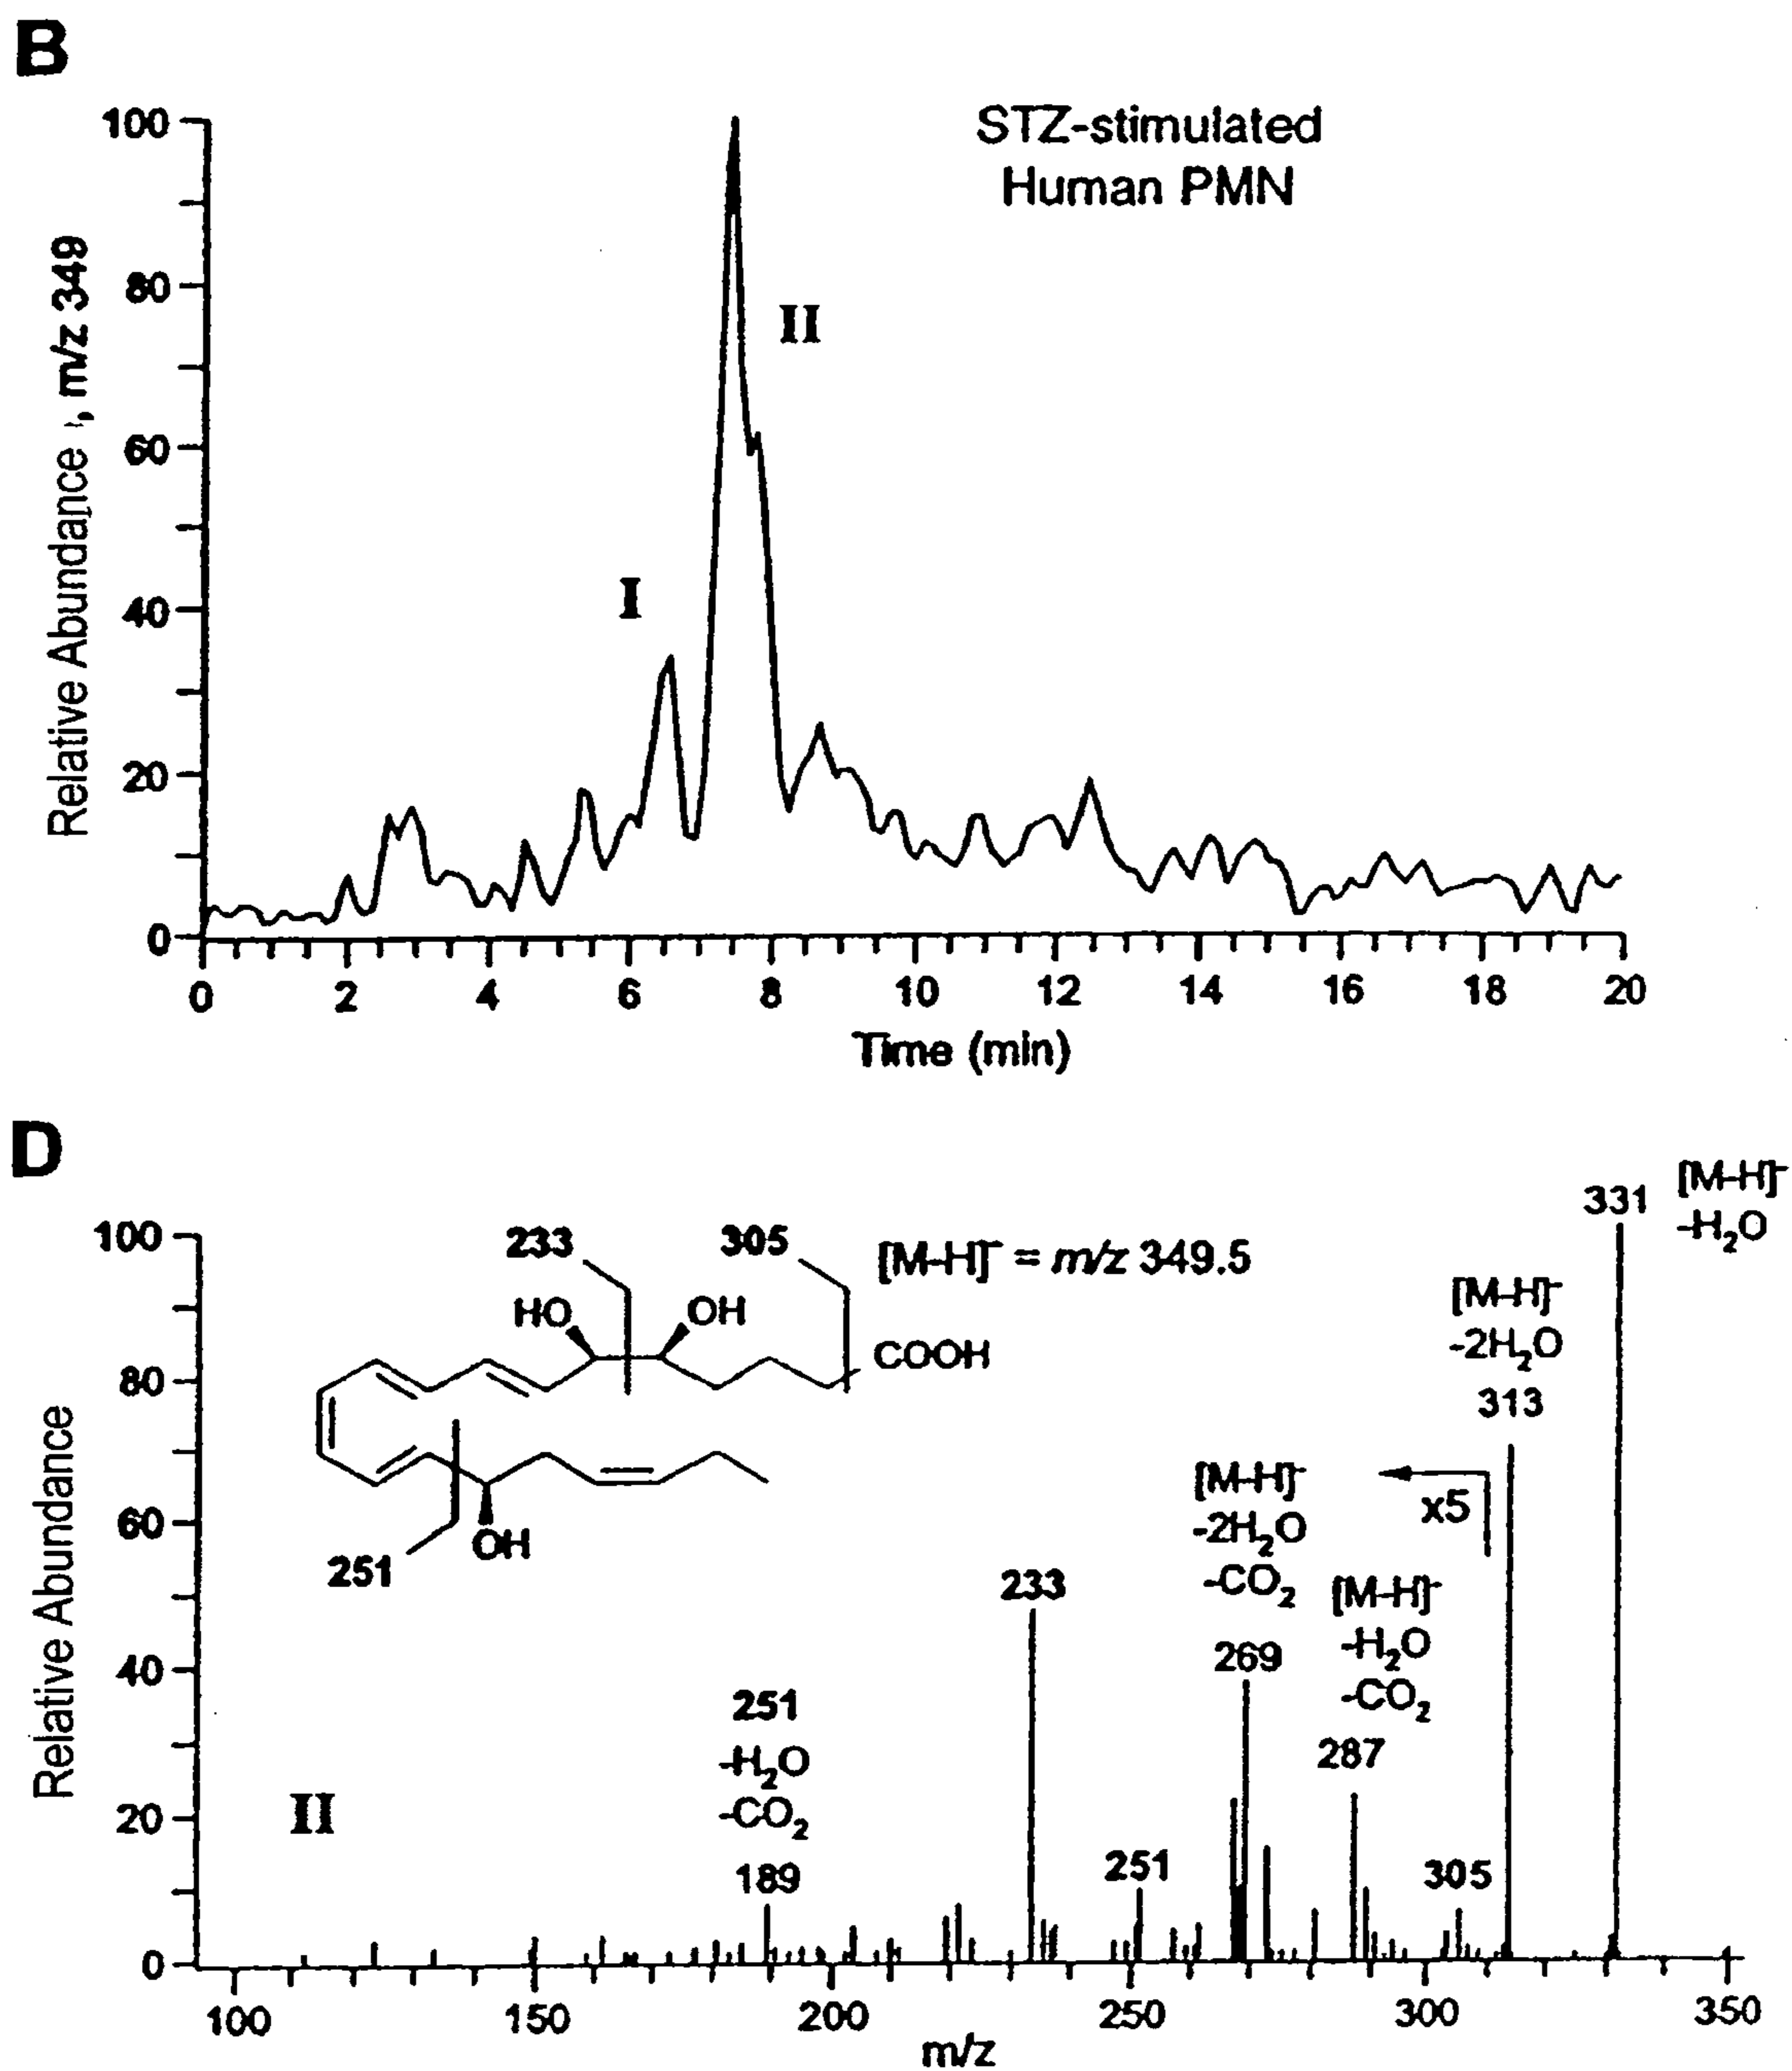 B
STZ-stimulated
Human PMN
Relative Abundance , m/z 349
100
80
60
40
20
0
I
II
0 2 4 6 8 10 12 14 16 18 20
Time (min)
D
[M-H]⁻
-H₂O
331
[M-H]⁻ = m/z 349.5
233
305
HO
OH
COOH
OH
251
[M-H]⁻
-2H₂O
313
x5
[M-H]⁻
-2H₂O
-CO₂
269
[M-H]⁻
-H₂O
-CO₂
287
233
251
-H₂O
-CO₂
189
251
305
II
Relative Abundance
100
80
60
40
20
0
100 150 200 250 300 350
m/z